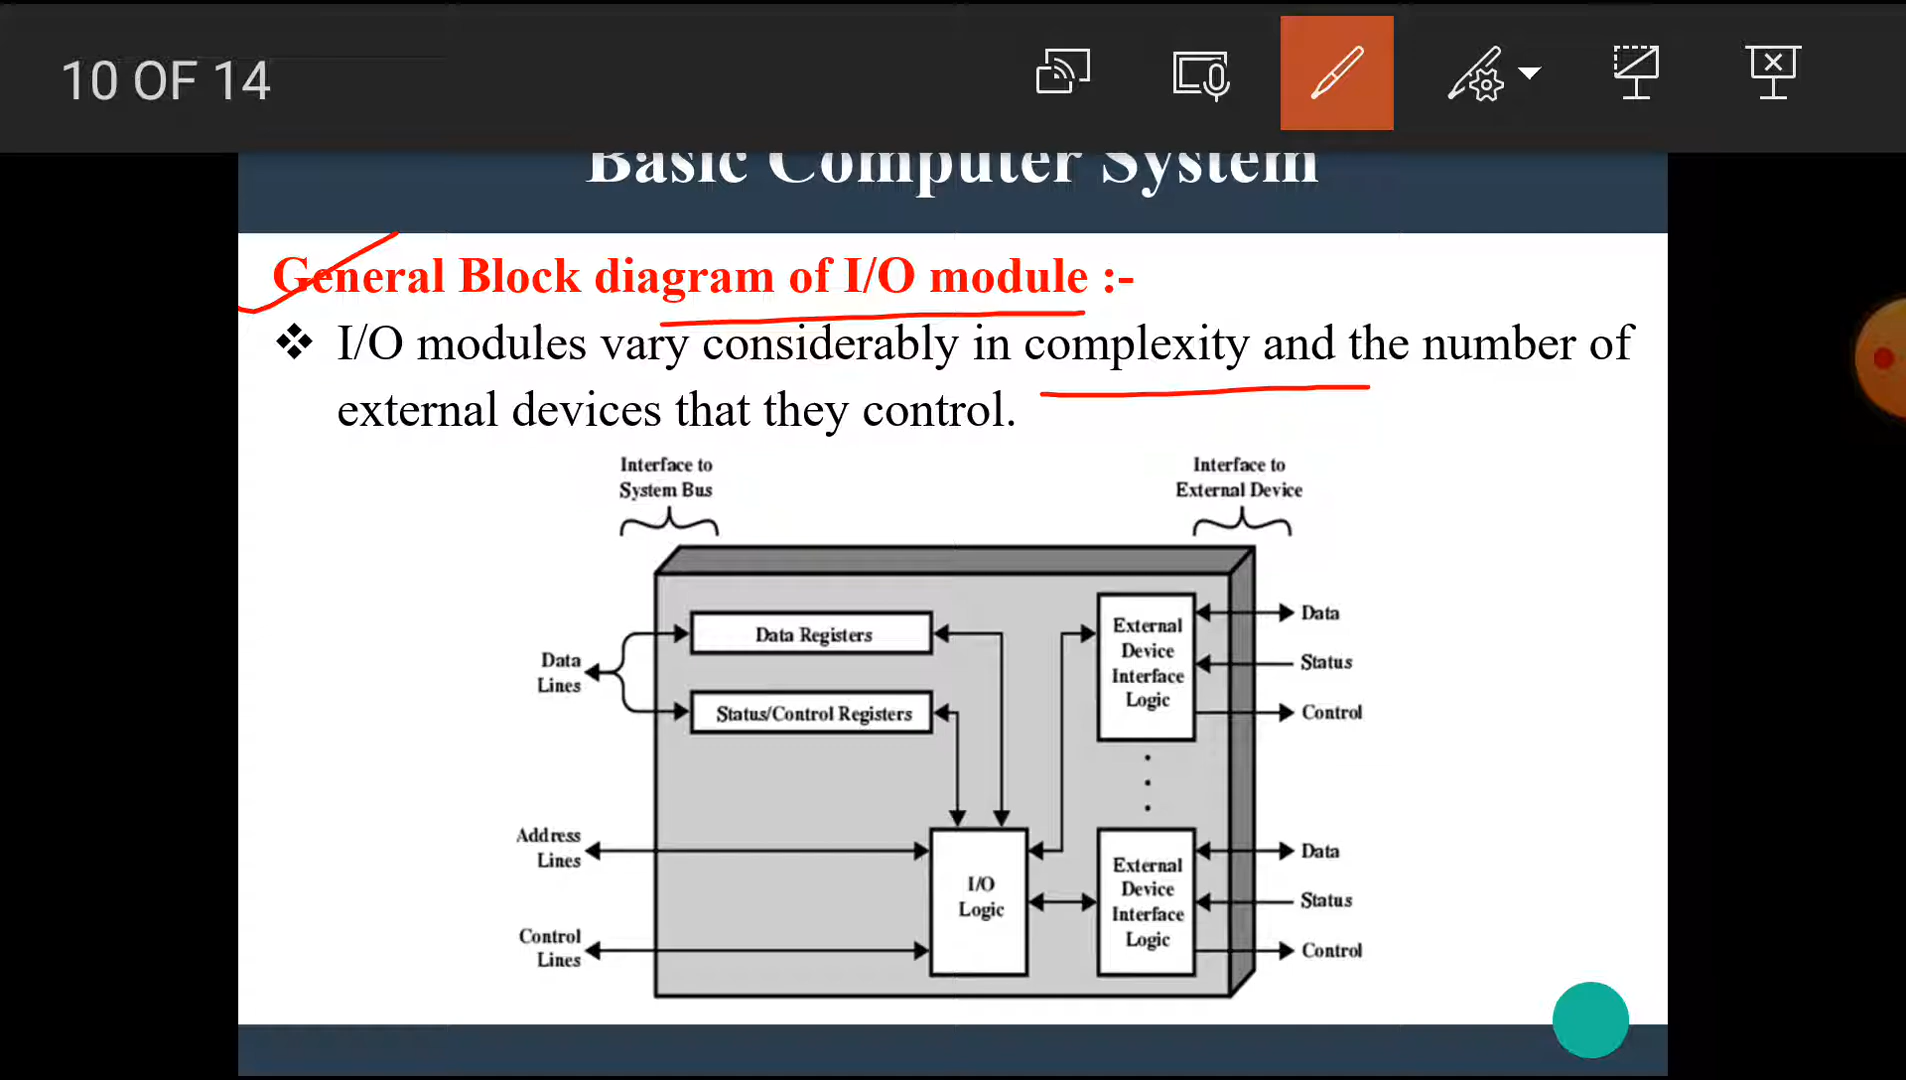 10 OF 14
Basic Computer System
General Block diagram of I/O module :-
❖ I/O modules vary considerably in complexity and the number of
external devices that they control.
Interface to
System Bus
Interface to
External Device
Data Registers
Status/Control Registers
Data
Lines
Address
Lines
Control
Lines
I/O
Logic
External
Device
Interface
Logic
Data
Status
Control
External
Device
Interface
Logic
Data
Status
Control